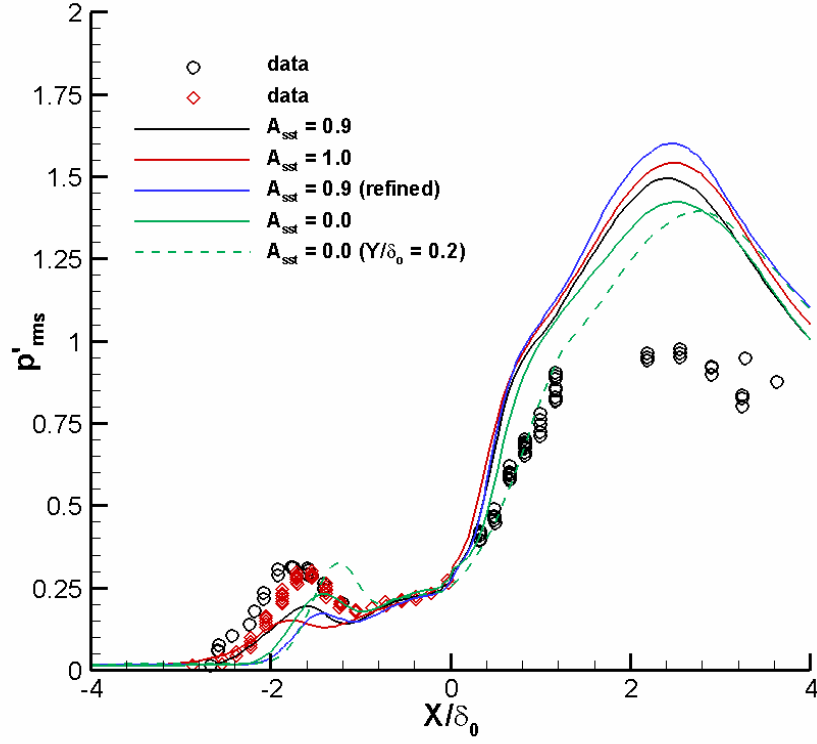 2
1.75
1.5
1.25
1
0.75
0.5
0.25
0
p'rms
data
data
Asst = 0.9
Asst = 1.0
Asst = 0.9 (refined)
Asst = 0.0
Asst = 0.0 (Y/δo = 0.2)
-4 -2 0 2 4
X/δ0